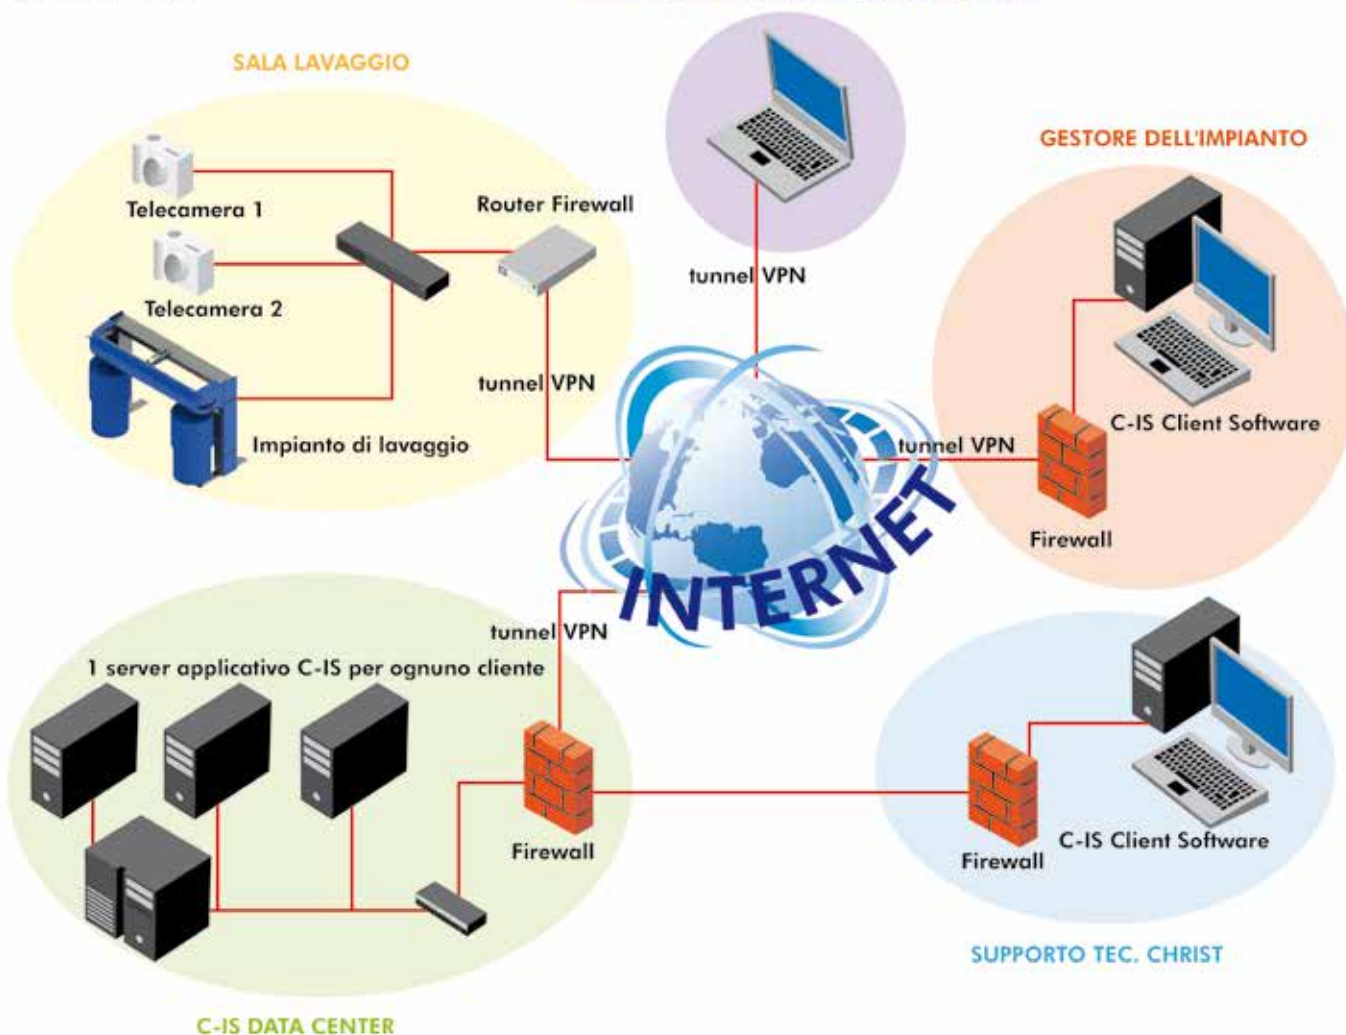 SALA LAVAGGIO
GESTORE DELL'IMPIANTO
Telecamera 1
Router Firewall
Telecamera 2
tunnel VPN
tunnel VPN
Impianto di lavaggio
C-IS Client Software
tunnel VPN
Firewall
INTERNET
tunnel VPN
1 server applicativo C-IS per ognuno cliente
Firewall
C-IS Client Software
Firewall
SUPPORTO TEC. CHRIST
C-IS DATA CENTER